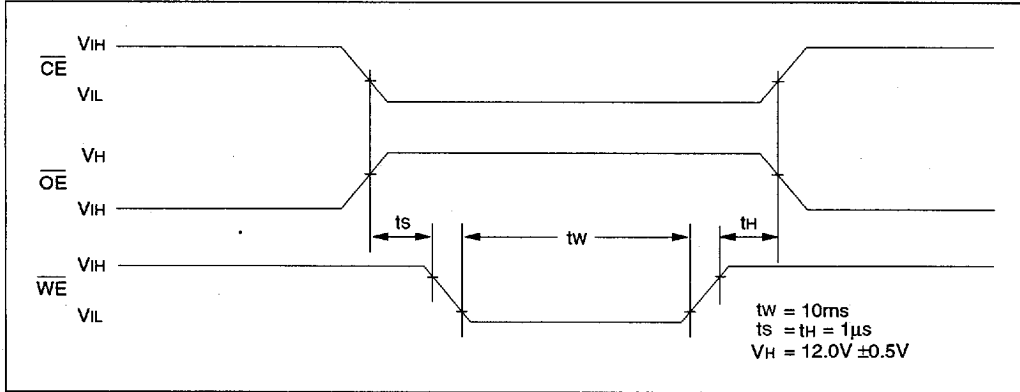 VIH
CE
VIL
VH
OE
VIH
ts
tw
tH
VIH
WE
VIL
tw = 10ms
ts = tH = 1µs
VH = 12.0V ±0.5V